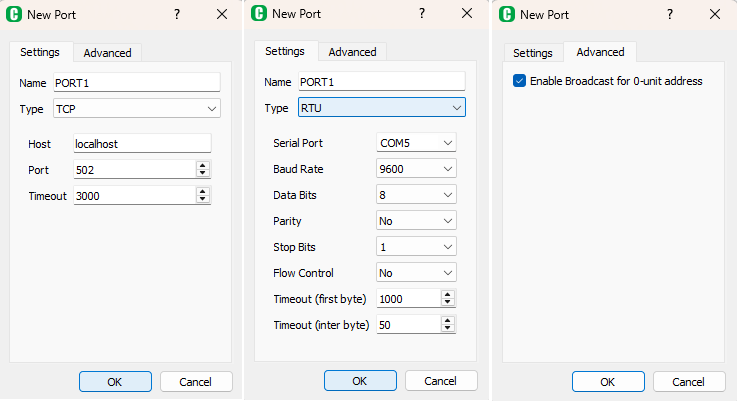 New Port ? ×
Settings Advanced
Name PORT1
Type TCP
Host localhost
Port 502
Timeout 3000
OK Cancel
New Port ? ×
Settings Advanced
Name PORT1
Type RTU
Serial Port COM5
Baud Rate 9600
Data Bits 8
Parity No
Stop Bits 1
Flow Control No
Timeout (first byte) 1000
Timeout (inter byte) 50
OK Cancel
New Port ? ×
Settings Advanced
Enable Broadcast for 0-unit address
OK Cancel